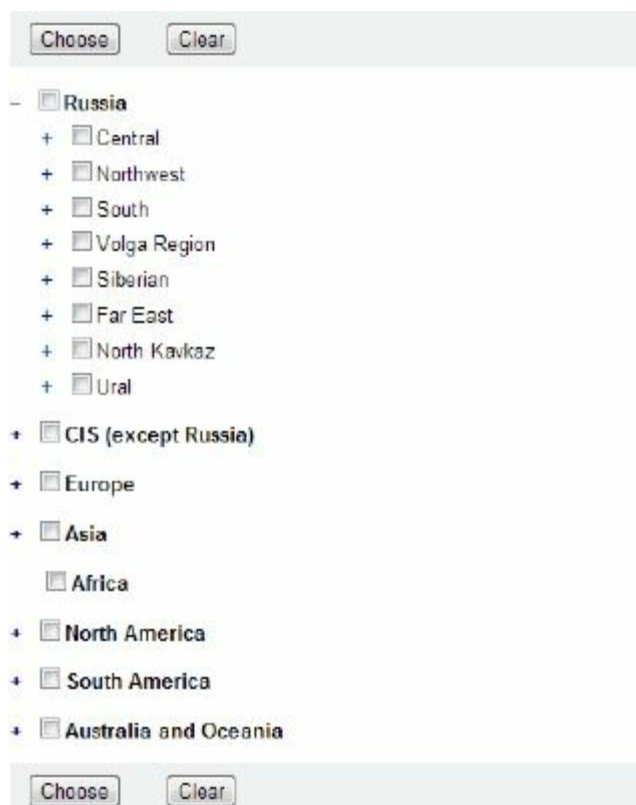 Choose Clear
- Russia
+ Central
+ Northwest
+ South
+ Volga Region
+ Siberian
+ Far East
+ North Kavkaz
+ Ural
+ CIS (except Russia)
+ Europe
+ Asia
Africa
+ North America
+ South America
+ Australia and Oceania
Choose Clear